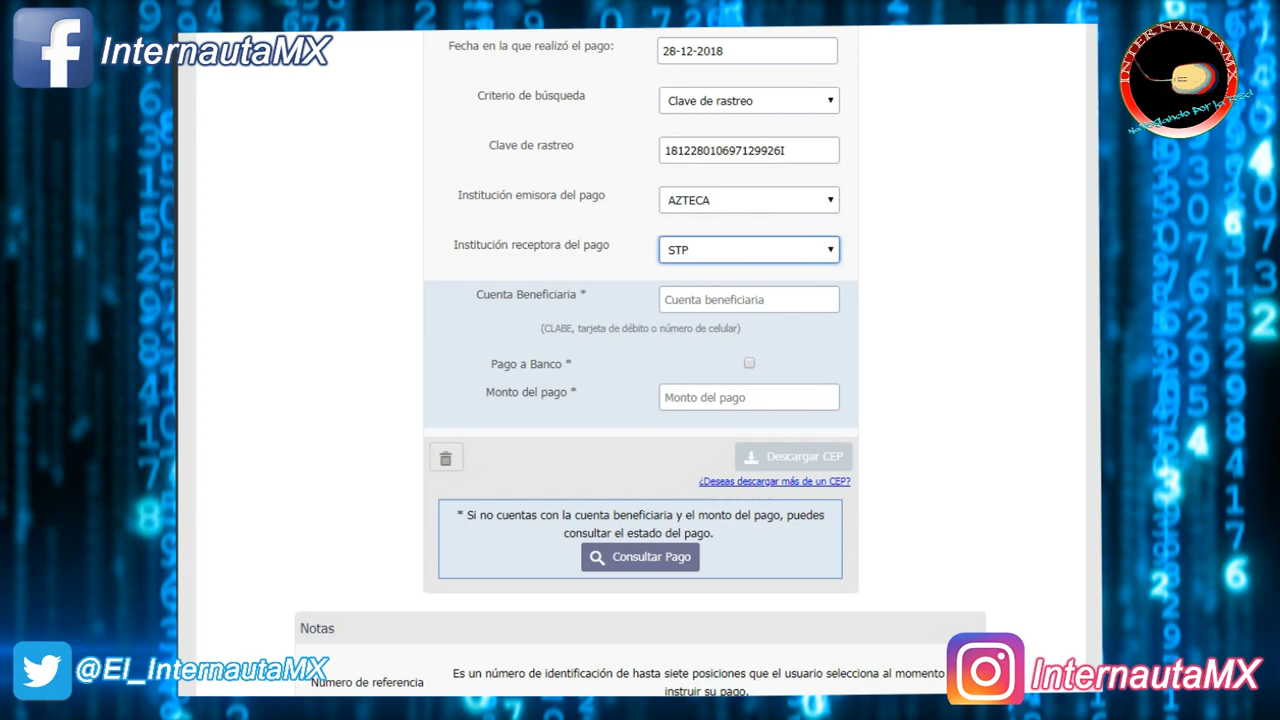 InternautaMX
INTERNAUTAMX
Navegando por la Red
Fecha en la que realizó el pago:
28-12-2018
Criterio de búsqueda
Clave de rastreo
Clave de rastreo
181228010697129926I
Institución emisora del pago
AZTECA
Institución receptora del pago
STP
Cuenta Beneficiaria *
Cuenta beneficiaria
(CLABE, tarjeta de débito o número de celular)
Pago a Banco *
Monto del pago *
Monto del pago
Descargar CEP
¿Deseas descargar más de un CEP?
* Si no cuentas con la cuenta beneficiaria y el monto del pago, puedes
consultar el estado del pago.
Consultar Pago
Notas
Número de referencia
Es un número de identificación de hasta siete posiciones que el usuario selecciona al momento
instruir su pago.
@El_InternautaMX
InternautaMX